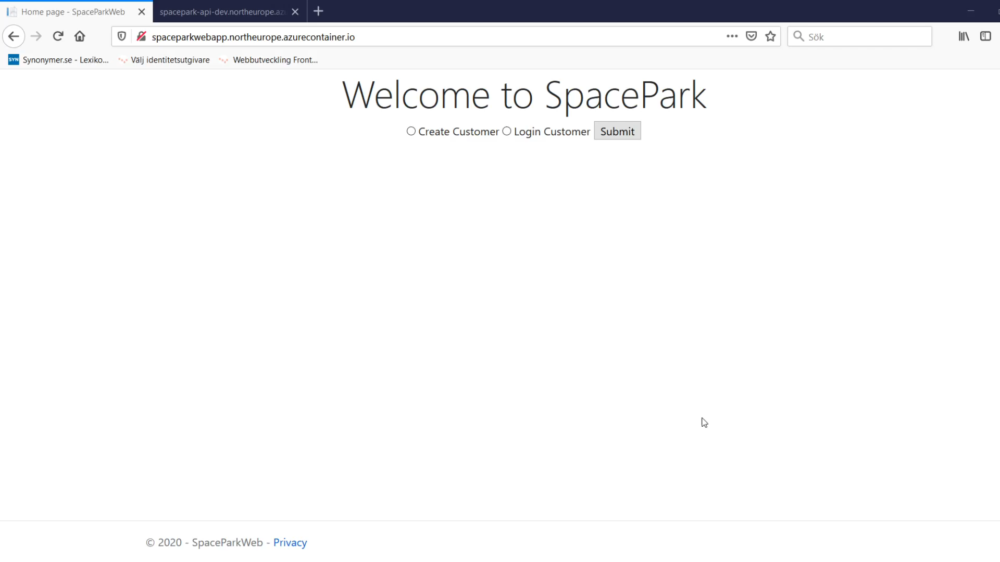 Home page - SpaceParkWeb
spacepark-api-dev.northeurope.az
spaceparkwebapp.northeurope.azurecontainer.io
Sök
SYN Synonymer.se - Lexiko...
Välj identitetsutgivare
Webbutveckling Front...
Welcome to SpacePark
Create Customer Login Customer Submit
© 2020 - SpaceParkWeb - Privacy